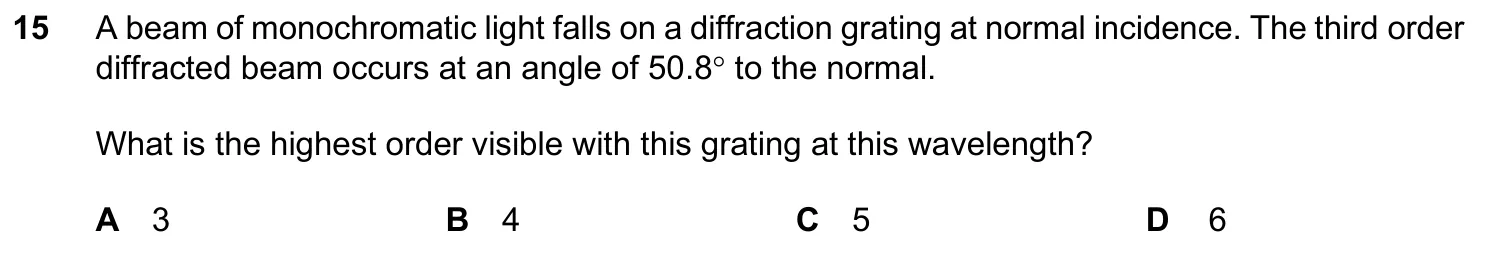 15 A beam of monochromatic light falls on a diffraction grating at normal incidence. The third order
diffracted beam occurs at an angle of 50.8° to the normal.
What is the highest order visible with this grating at this wavelength?
A 3 B 4 C 5 D 6